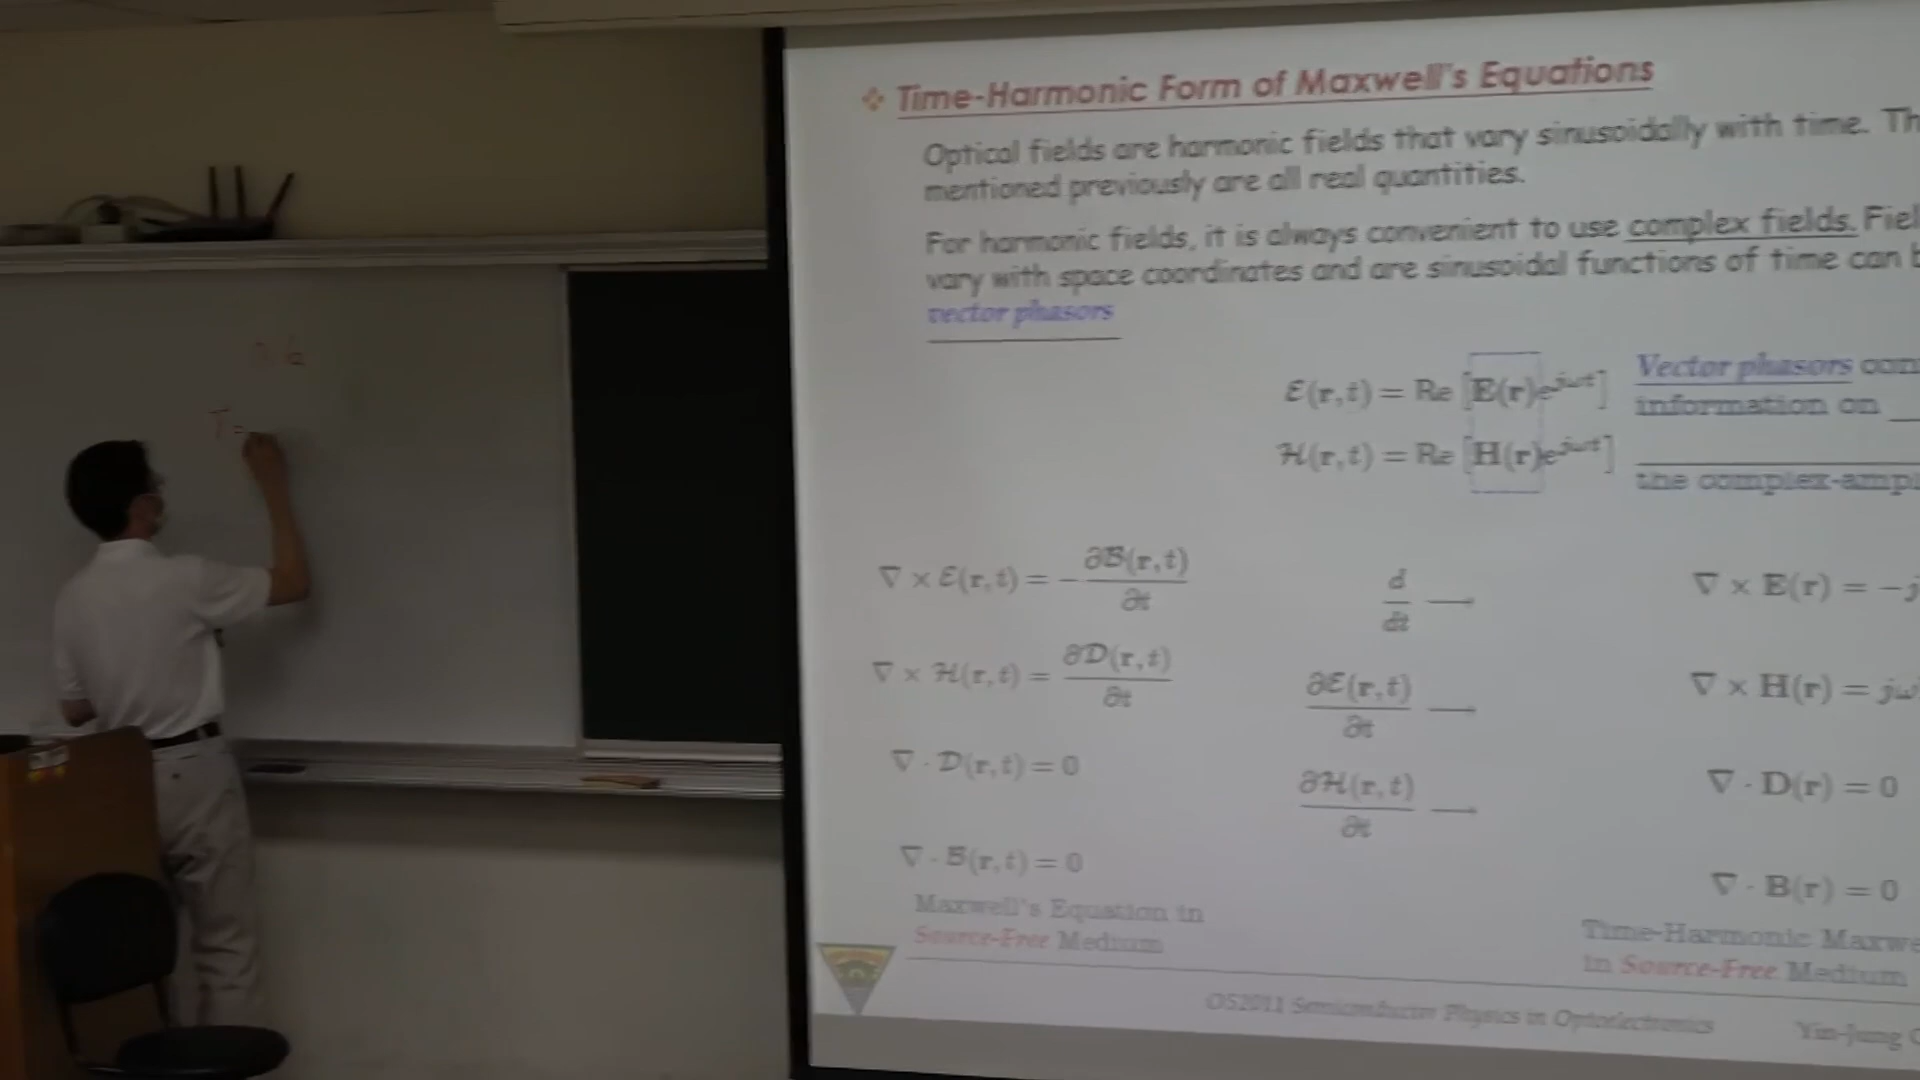 ❖ Time-Harmonic Form of Maxwell's Equations
Optical fields are harmonic fields that vary sinusoidally with time. Th
mentioned previously are all real quantities.
For harmonic fields, it is always convenient to use complex fields. Fiel
vary with space coordinates and are sinusoidal functions of time can b
vector phasors
ℰ(r,t) = Re [E(r)e^{jωt}]
ℋ(r,t) = Re [H(r)e^{jωt}]
Vector phasors con
information on
the complex-ampl
∇ × ℰ(r,t) = -∂ℬ(r,t)/∂t
d/dt →
∇ × E(r) = -j
∇ × ℋ(r,t) = ∂𝒟(r,t)/∂t
∂ℰ(r,t)/∂t →
∇ × H(r) = jω
∇ · 𝒟(r,t) = 0
∂ℋ(r,t)/∂t →
∇ · D(r) = 0
∇ · ℬ(r,t) = 0
∇ · B(r) = 0
Maxwell's Equation in
Source-Free Medium
Time-Harmonic Maxwe
in Source-Free Medium
OS2011 Semiconductor Physics in Optoelectronics
Yin-Jung C
T=